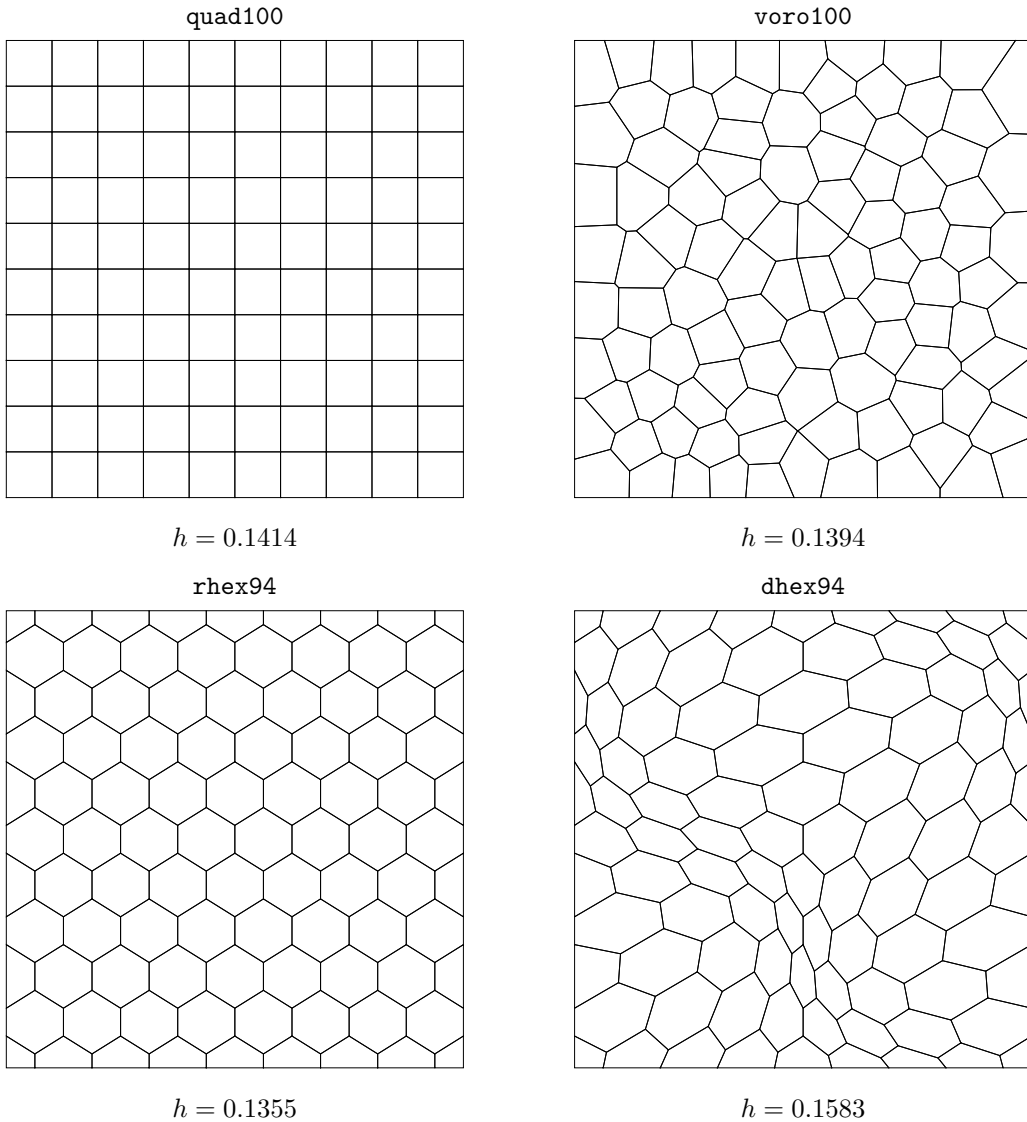 quad100
voro100
h = 0.1414
h = 0.1394
rhex94
dhex94
h = 0.1355
h = 0.1583